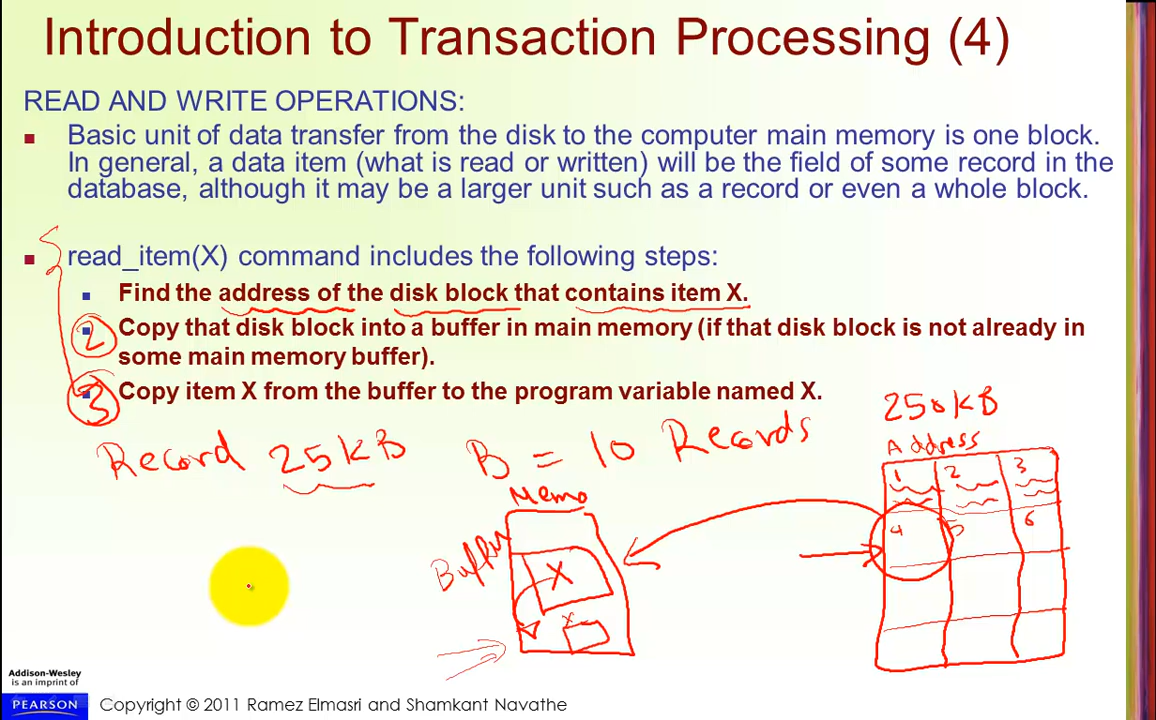 Introduction to Transaction Processing (4)
READ AND WRITE OPERATIONS:
Basic unit of data transfer from the disk to the computer main memory is one block.
In general, a data item (what is read or written) will be the field of some record in the
database, although it may be a larger unit such as a record or even a whole block.
read_item(X) command includes the following steps:
Find the address of the disk block that contains item X.
2 Copy that disk block into a buffer in main memory (if that disk block is not already in
some main memory buffer).
3 Copy item X from the buffer to the program variable named X.
250KB
Record 25KB B = 10 Records
A Address
1 2 3
Memo
4 5 6
Buffer
X
x
Addison-Wesley
is an imprint of
PEARSON
Copyright © 2011 Ramez Elmasri and Shamkant Navathe